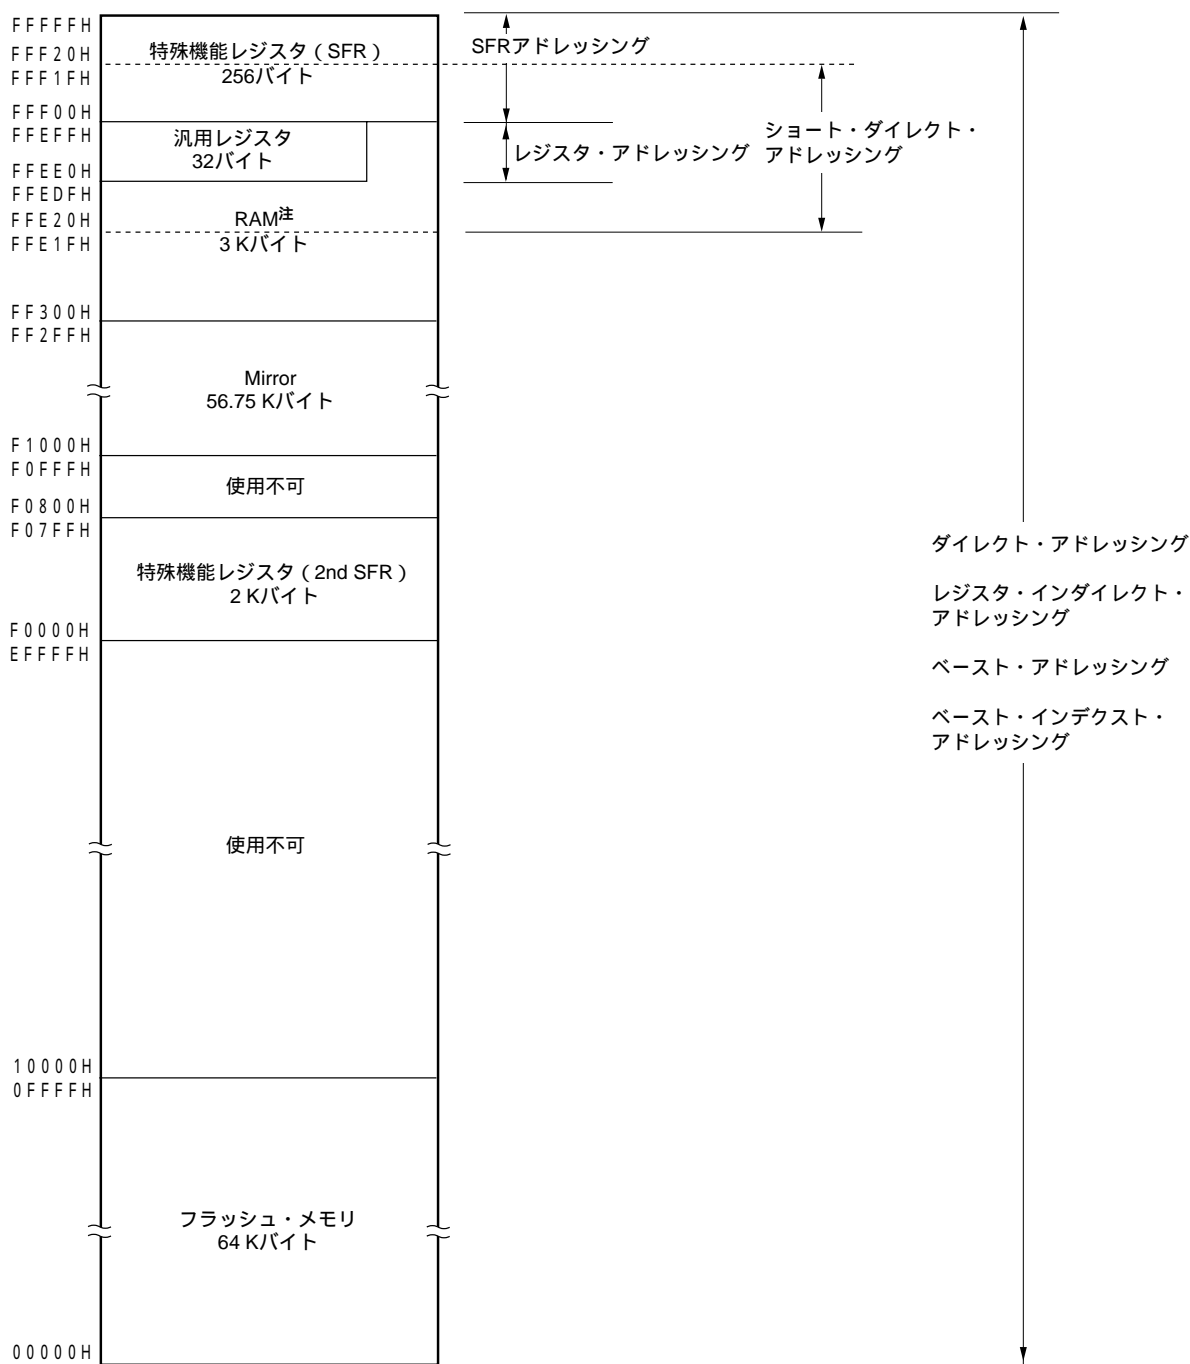 FFFFFH
FFF20H
FFF1FH
FFF00H
FFEFFH
FFEE0H
FFEDFH
FFE20H
FFE1FH
FF300H
FF2FFH
F1000H
F0FFFH
F0800H
F07FFH
F0000H
EFFFFH
10000H
0FFFFH
00000H
特殊機能レジスタ(SFR)
256バイト
汎用レジスタ
32バイト
RAM注
3 Kバイト
Mirror
56.75 Kバイト
使用不可
特殊機能レジスタ(2nd SFR)
2 Kバイト
使用不可
フラッシュ・メモリ
64 Kバイト
SFRアドレッシング
レジスタ・アドレッシング
ショート・ダイレクト・
アドレッシング
ダイレクト・アドレッシング
レジスタ・インダイレクト・
アドレッシング
ベースト・アドレッシング
ベースト・インデクスト・
アドレッシング